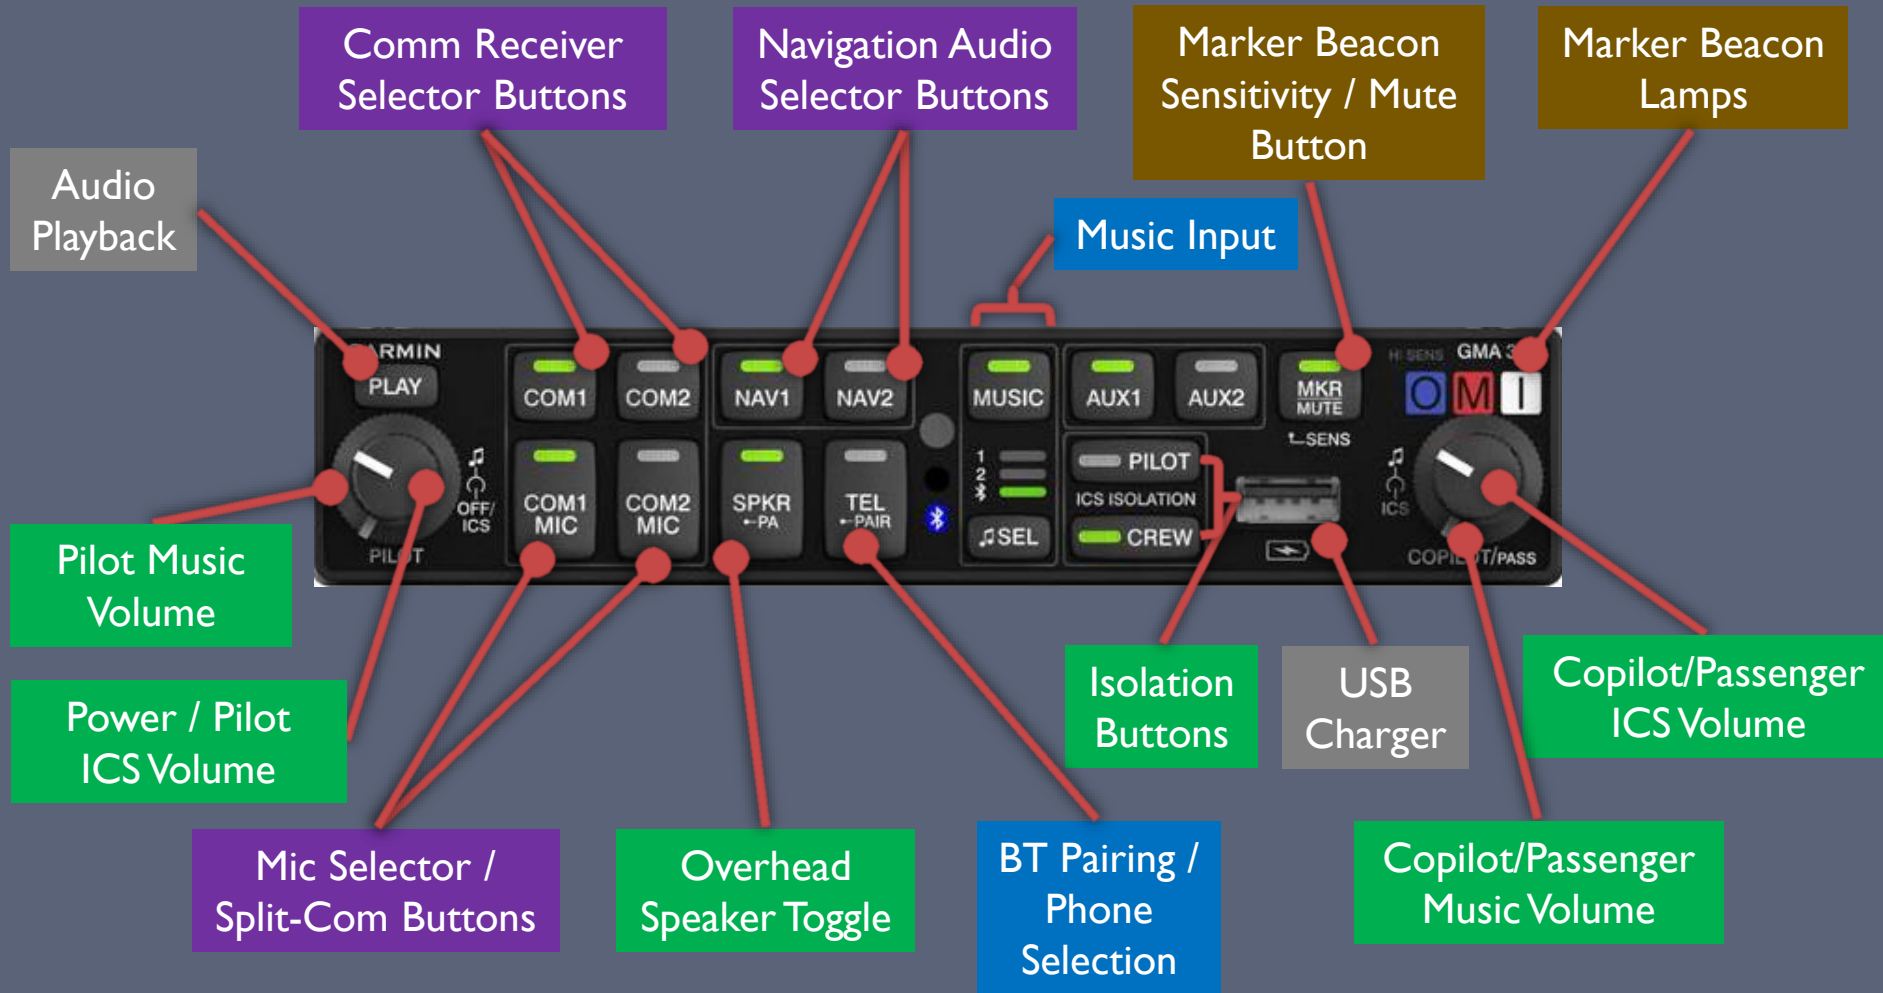 Comm Receiver
Selector Buttons
Navigation Audio
Selector Buttons
Marker Beacon
Sensitivity / Mute
Button
Marker Beacon
Lamps
Audio
Playback
Music Input
ARMIN
HI SENS
GMA 3
PLAY
COM1
COM2
NAV1
NAV2
MUSIC
AUX1
AUX2
MKR
MUTE
O
M
I
SENS
OFF/
ICS
PILOT
COM1
MIC
COM2
MIC
SPKR
PA
TEL
PAIR
1
2
SEL
PILOT
ICS ISOLATION
CREW
ICS
COPILOT/PASS
Pilot Music
Volume
Power / Pilot
ICS Volume
Isolation
Buttons
USB
Charger
Copilot/Passenger
ICS Volume
Mic Selector /
Split-Com Buttons
Overhead
Speaker Toggle
BT Pairing /
Phone
Selection
Copilot/Passenger
Music Volume